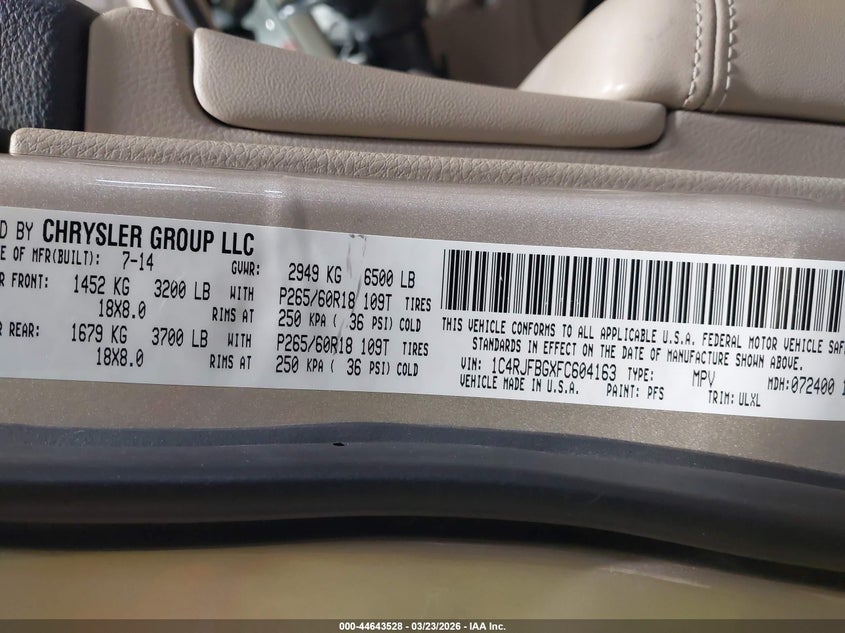 D BY CHRYSLER GROUP LLC
E OF MFR(BUILT): 7-14 GVWR: 2949 KG 6500 LB
R FRONT: 1452 KG 3200 LB WITH P265/60R18 109T TIRES
18X8.0 RIMS AT 250 KPA ( 36 PSI) COLD
R REAR: 1679 KG 3700 LB WITH P265/60R18 109T TIRES
18X8.0 RIMS AT 250 KPA ( 36 PSI) COLD
THIS VEHICLE CONFORMS TO ALL APPLICABLE U.S.A. FEDERAL MOTOR VEHICLE SAF
STANDARDS IN EFFECT ON THE DATE OF MANUFACTURE SHOWN ABOVE.
VIN: 1C4RJFBGXFC604163 TYPE: MPV MDH:072400 1
VEHICLE MADE IN U.S.A. PAINT: PFS TRIM: ULXL
000-44643528 — 03/23/2026 - IAA Inc.